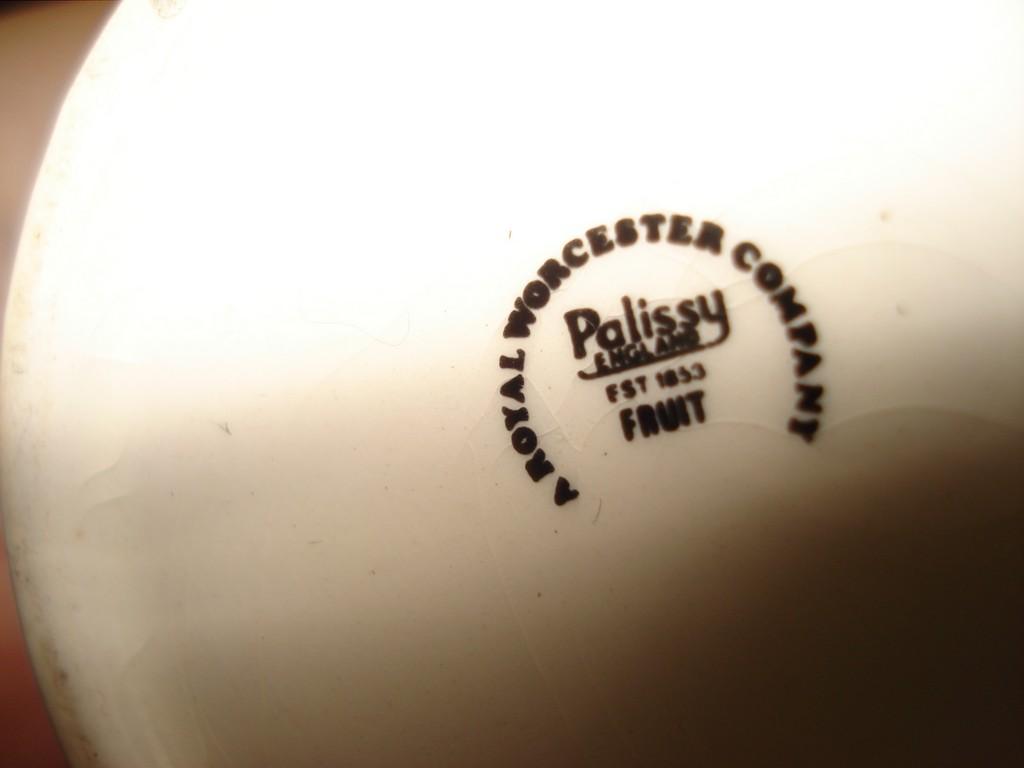 A ROYAL WORCESTER COMPANY
Palissy
ENGLAND
EST 1853
FRUIT